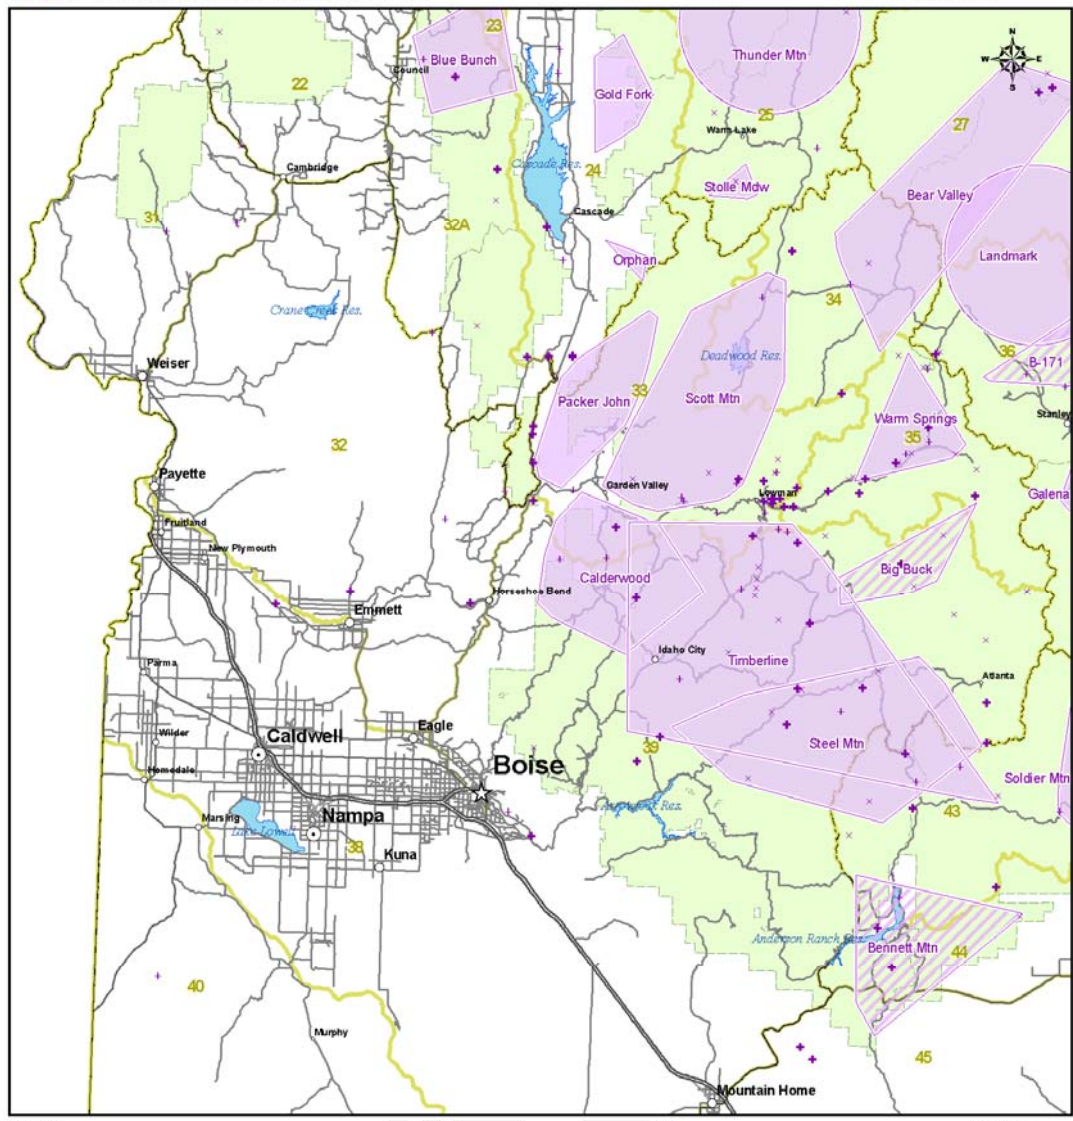 23
Blue Bunch
Thunder Mtn
N
W
E
S
Council
22
Gold Fork
25
Warm Lake
27
Cambridge
Cascade Res.
24
Stolle Mdw
Bear Valley
31
32A
Cascade
Orphan
Landmark
34
Crane Creek Res.
Weiser
Deadwood Res.
36
B-171
33
Packer John
Scott Mtn
Warm Springs
Stanley
35
32
Payette
Garden Valley
Lowman
Galena
Fruitland
New Plymouth
Big Buck
Calderwood
Horseshoe Bend
Emmett
Idaho City
Timberline
Parma
Atlanta
Eagle
Wilder
Caldwell
39
Steel Mtn
Boise
Homedale
Soldier Mtn
Arrowrock Res.
43
Marsing
Lake Lowell
Nampa
38
Kuna
Anderson Ranch Res.
Bennett Mtn
44
40
Murphy
45
Mountain Home